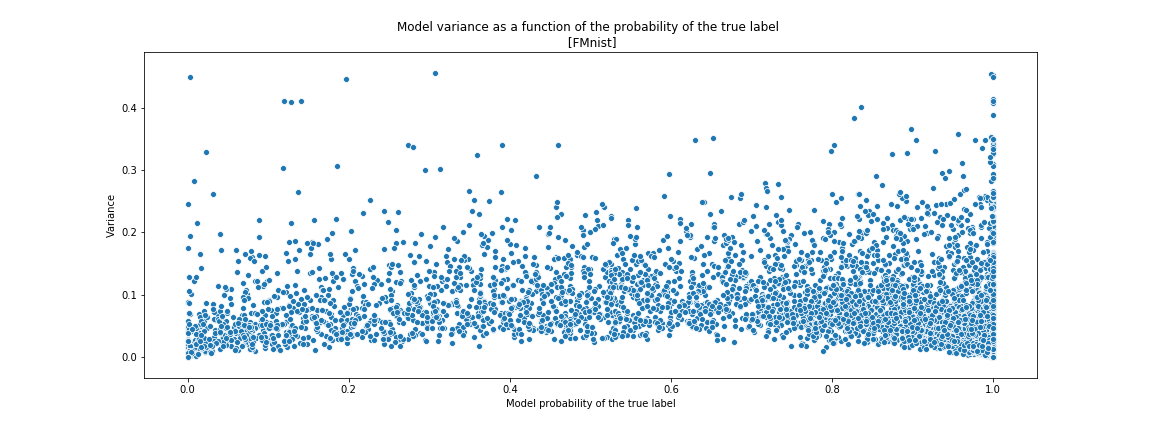 Model variance as a function of the probability of the true label
[FMnist]
Variance
0.4
0.3
0.2
0.1
0.0
0.0 0.2 0.4 0.6 0.8 1.0
Model probability of the true label